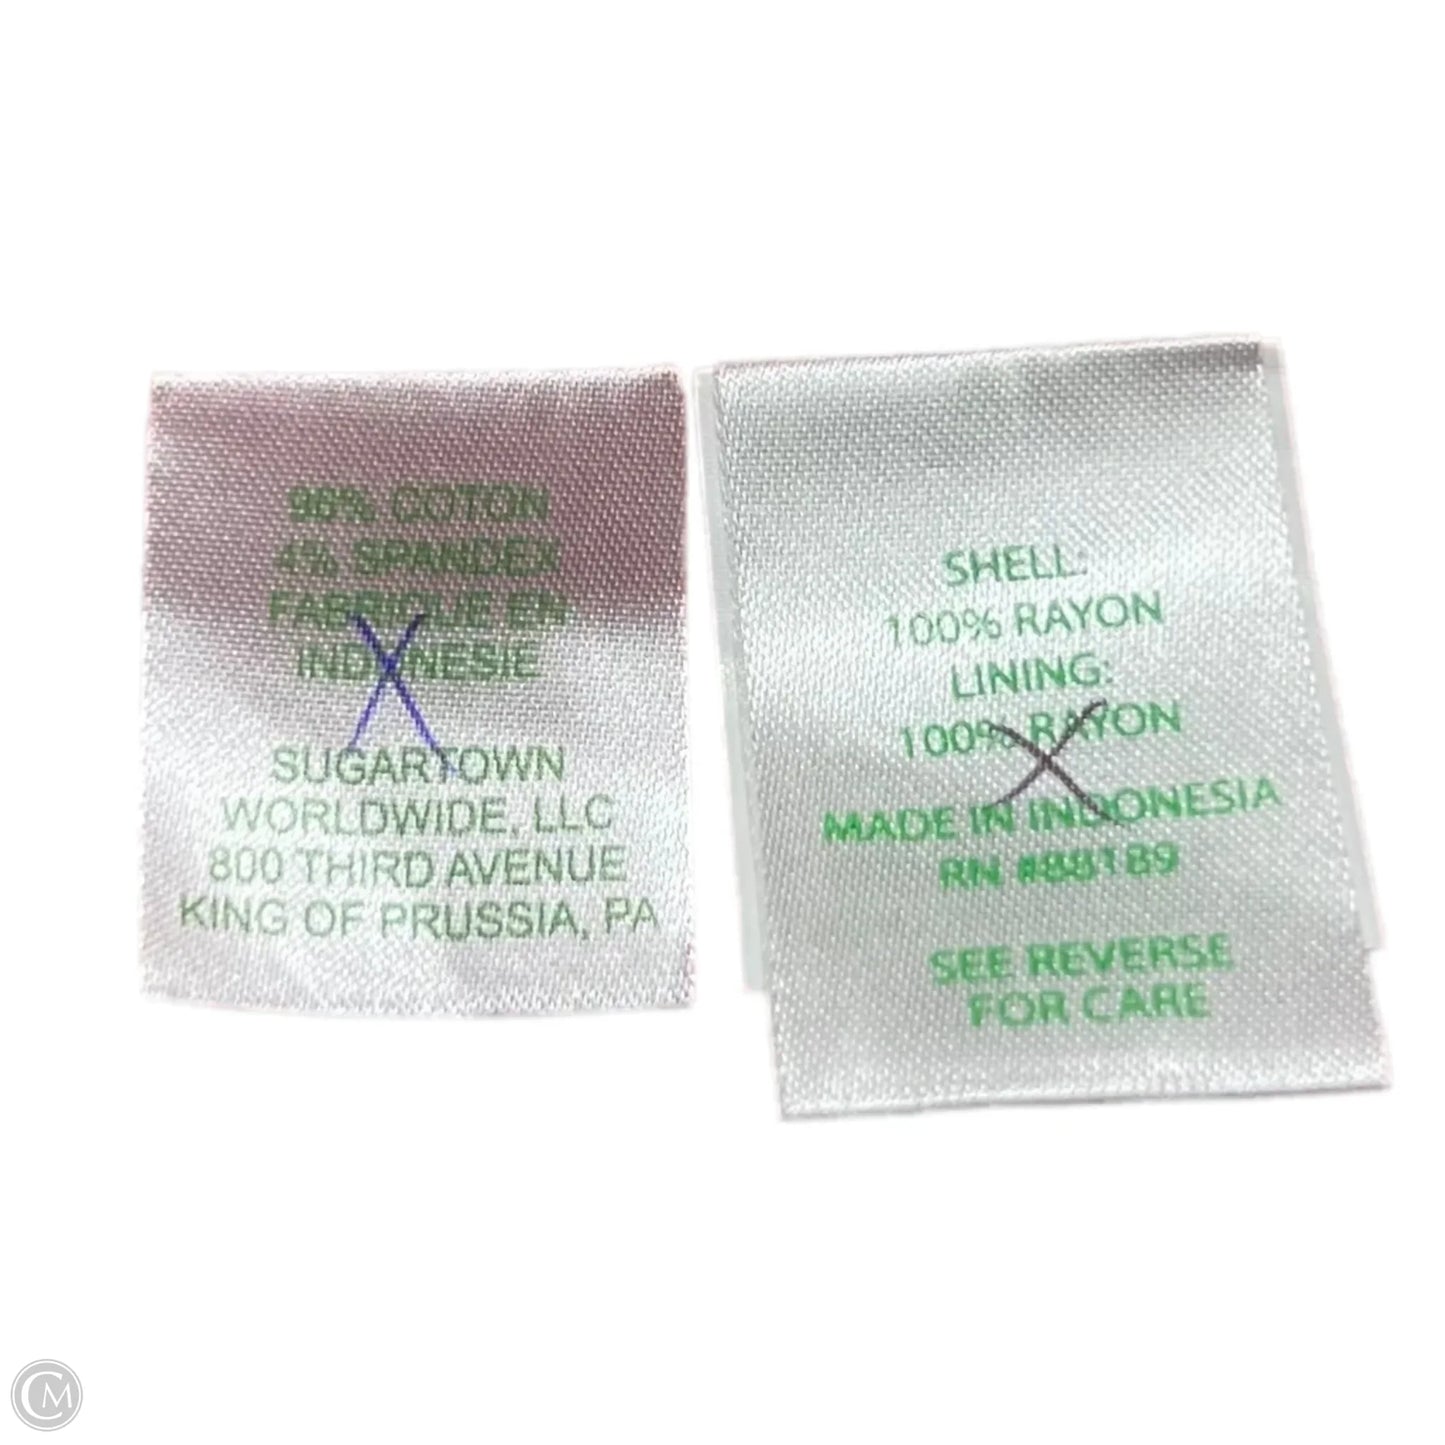 96% COTON
4% SPANDEX
FABRIQUE EN
INDONESIE
SUGARTOWN
WORLDWIDE, LLC
800 THIRD AVENUE
KING OF PRUSSIA, PA
SHELL:
100% RAYON
LINING:
100% RAYON
MADE IN INDONESIA
RN #88189
SEE REVERSE
FOR CARE
CM